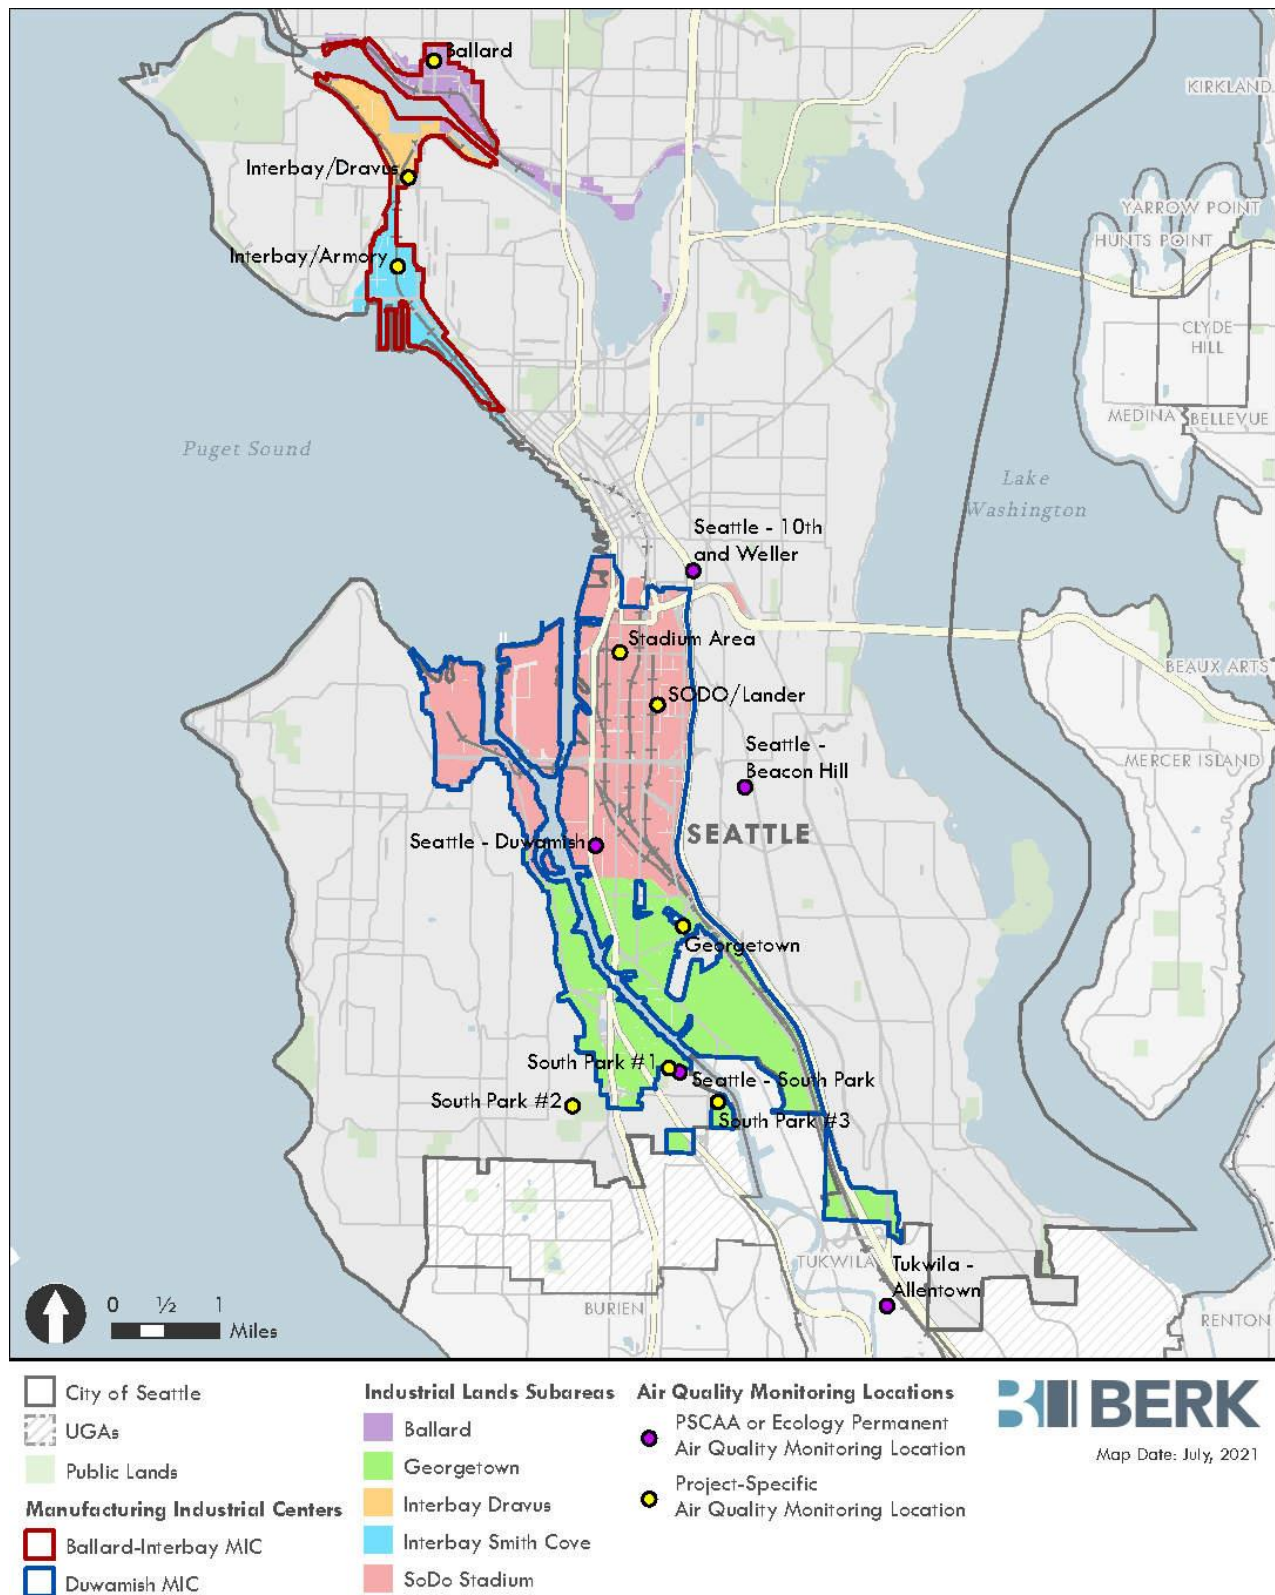 Ballard
KIRKLAND
Interbay/Dravus
YARROW POINT
HUNTS POINT
Interbay/Armory
CLYDE
HILL
MEDINA
BELLEVUE
Puget Sound
Lake
Washington
Seattle - 10th
and Weller
Stadium Area
BEAUX ARTS
SODO/Lander
Seattle -
Beacon Hill
MERCER ISLAND
SEATTLE
Seattle - Duwamish
Georgetown
South Park #1
Seattle - South Park
South Park #2
South Park #3
TUKWILA
Tukwila -
Allentown
BURIEN
RENTON
0 ½ 1
Miles
City of Seattle
UGAs
Public Lands
Manufacturing Industrial Centers
Ballard-Interbay MIC
Duwamish MIC
Industrial Lands Subareas
Ballard
Georgetown
Interbay Dravus
Interbay Smith Cove
SoDo Stadium
Air Quality Monitoring Locations
PSCAA or Ecology Permanent
Air Quality Monitoring Location
Project-Specific
Air Quality Monitoring Location
BERK
Map Date: July, 2021